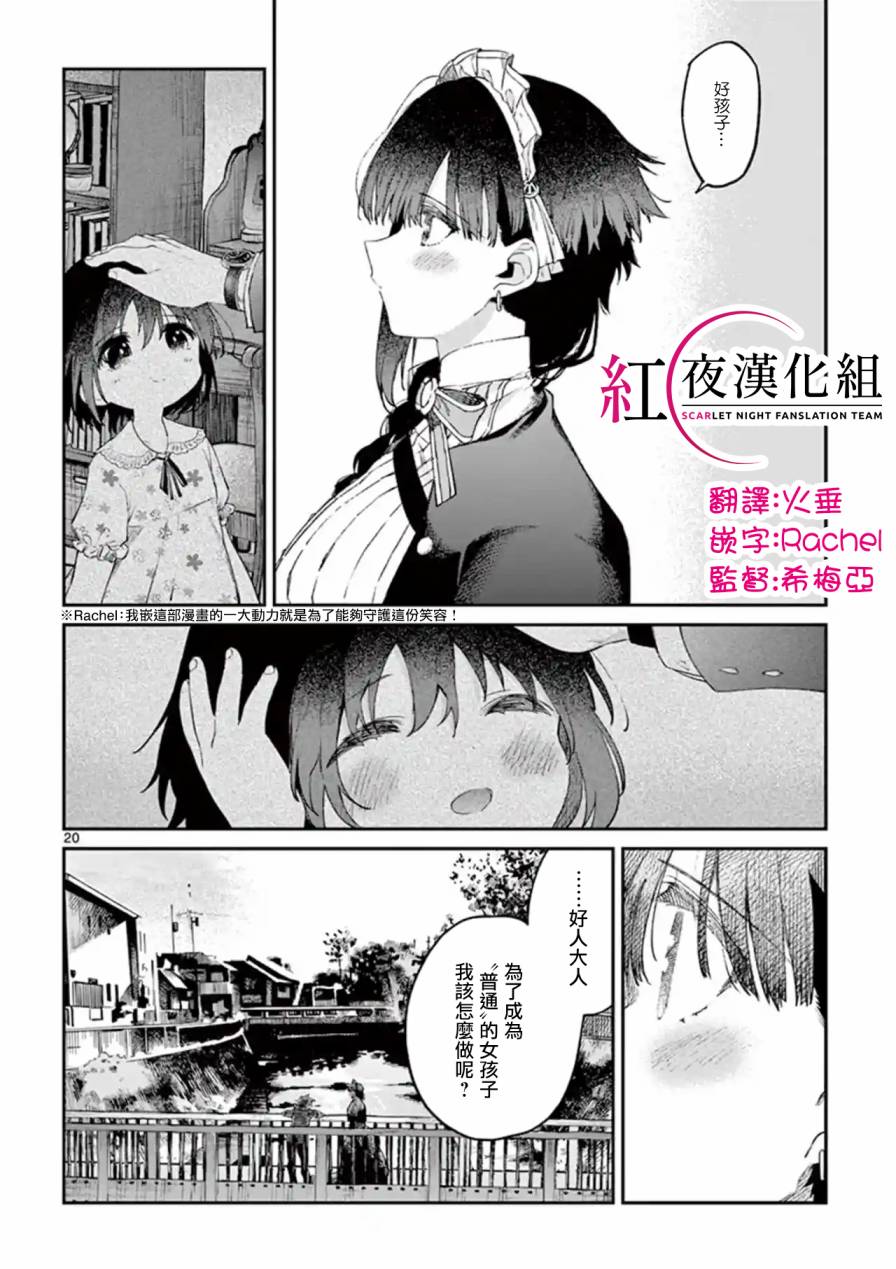 好孩子…
紅夜漢化組
SCARLET NIGHT FANSLATION TEAM
翻譯:火垂
嵌字:Rachel
監督:希梅亞
※Rachel:我嵌這部漫畫的一大動力就是為了能夠守護這份笑容！
20
……好人大人
為了成為
〝普通〞的女孩子
我該怎麼做呢？